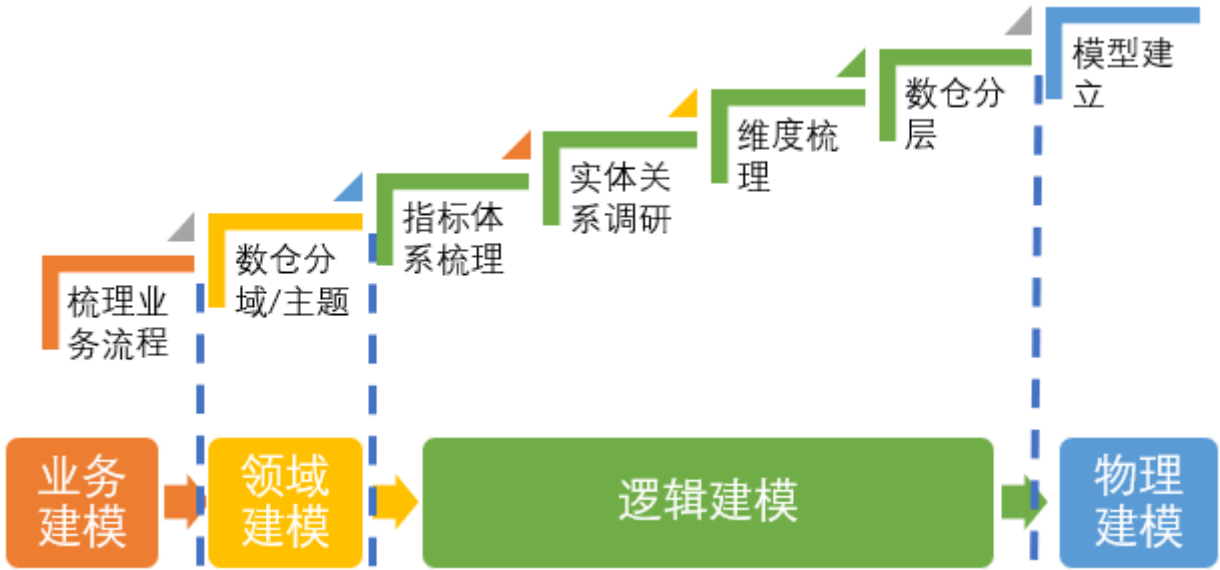 梳理业
务流程
数仓分
域/主题
指标体
系梳理
实体关
系调研
维度梳
理
数仓分
层
模型建
立
业务
建模
领域
建模
逻辑建模
物理
建模